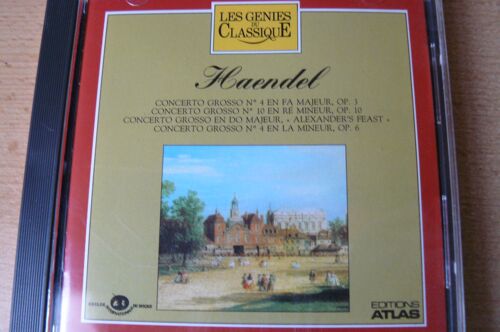 LES GENIES
DU
CLASSIQUE
Haendel
CONCERTO GROSSO N° 4 EN FA MAJEUR, OP. 3
CONCERTO GROSSO N° 10 EN RÉ MINEUR, OP. 10
CONCERTO GROSSO EN DO MAJEUR, « ALEXANDER'S FEAST »
CONCERTO GROSSO N° 4 EN LA MINEUR, OP. 6
INTERNATIONAL
EDITIONS
ATLAS